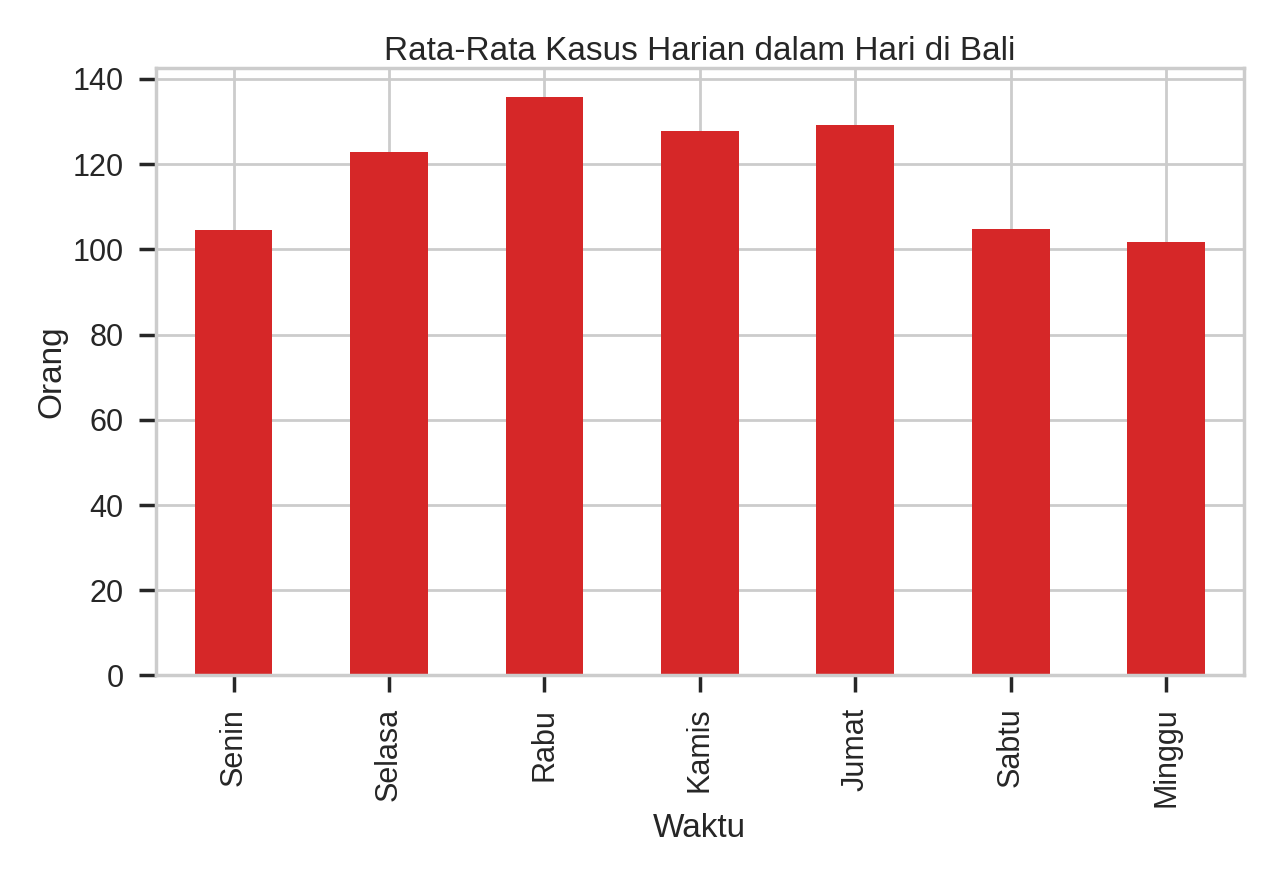 Rata-Rata Kasus Harian dalam Hari di Bali
140
120
100
80
60
40
20
0
Orang
Senin
Selasa
Rabu
Kamis
Jumat
Sabtu
Minggu
Waktu